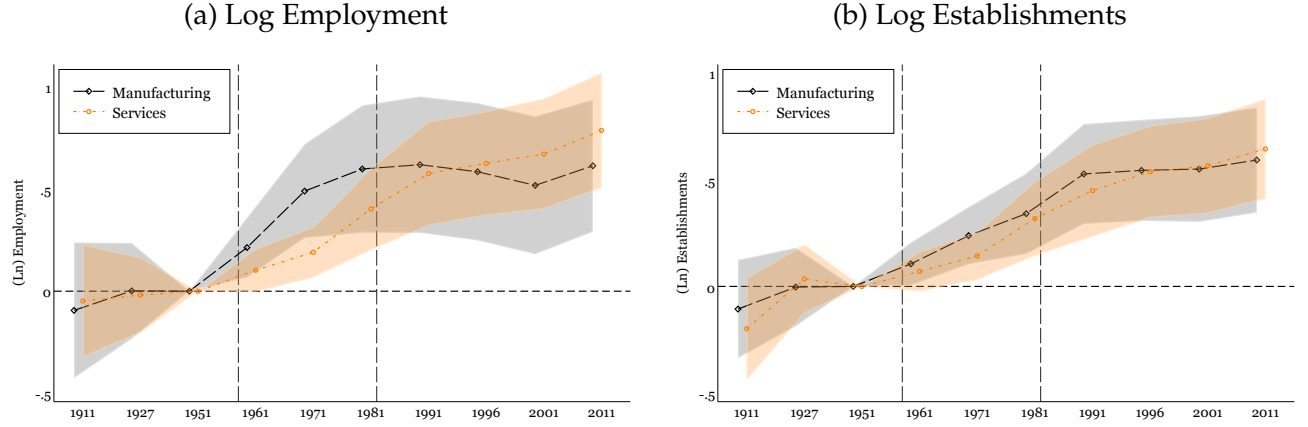 (a) Log Employment
Manufacturing
Services
(Ln) Employment
1
.5
0
-.5
1911 1927 1951 1961 1971 1981 1991 1996 2001 2011
(b) Log Establishments
Manufacturing
Services
(Ln) Establishments
1
.5
0
-.5
1911 1927 1951 1961 1971 1981 1991 1996 2001 2011